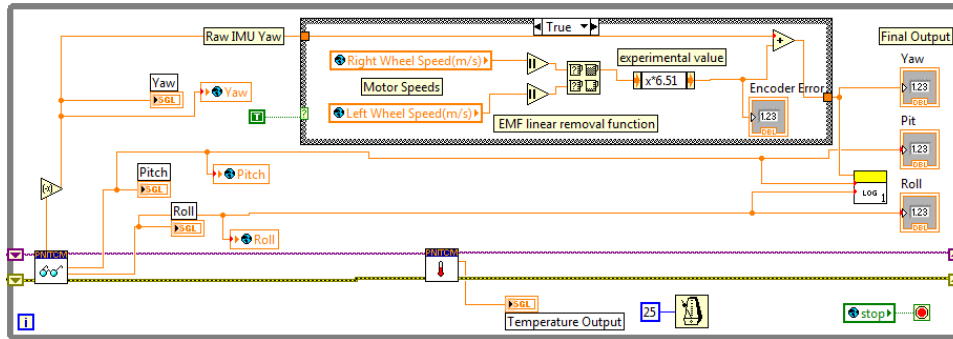 True
Raw IMU Yaw
Final Output
Yaw
1.23
DBL
Right Wheel Speed(m/s)
experimental value
x*6.51
Yaw
SGL
Yaw
Motor Speeds
Encoder Error
1.23
DBL
T
?
Left Wheel Speed(m/s)
EMF linear removal function
Pit
1.23
DBL
Pitch
SGL
Pitch
(-x)
LOG 1
Roll
1.23
DBL
Roll
SGL
Roll
PNITCM
PNITCM
SGL
Temperature Output
25
stop
i